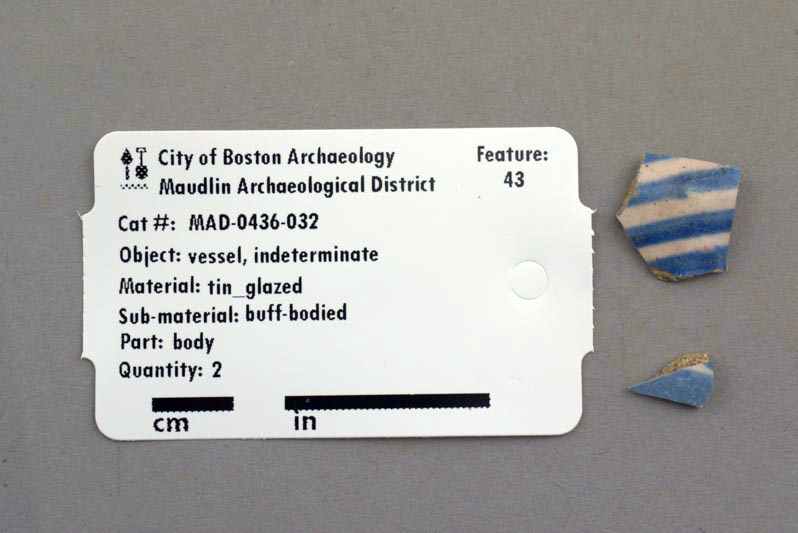 City of Boston Archaeology
Maudlin Archaeological District
Feature:
43
Cat #: MAD-0436-032
Object: vessel, indeterminate
Material: tin_glazed
Sub-material: buff-bodied
Part: body
Quantity: 2
cm in